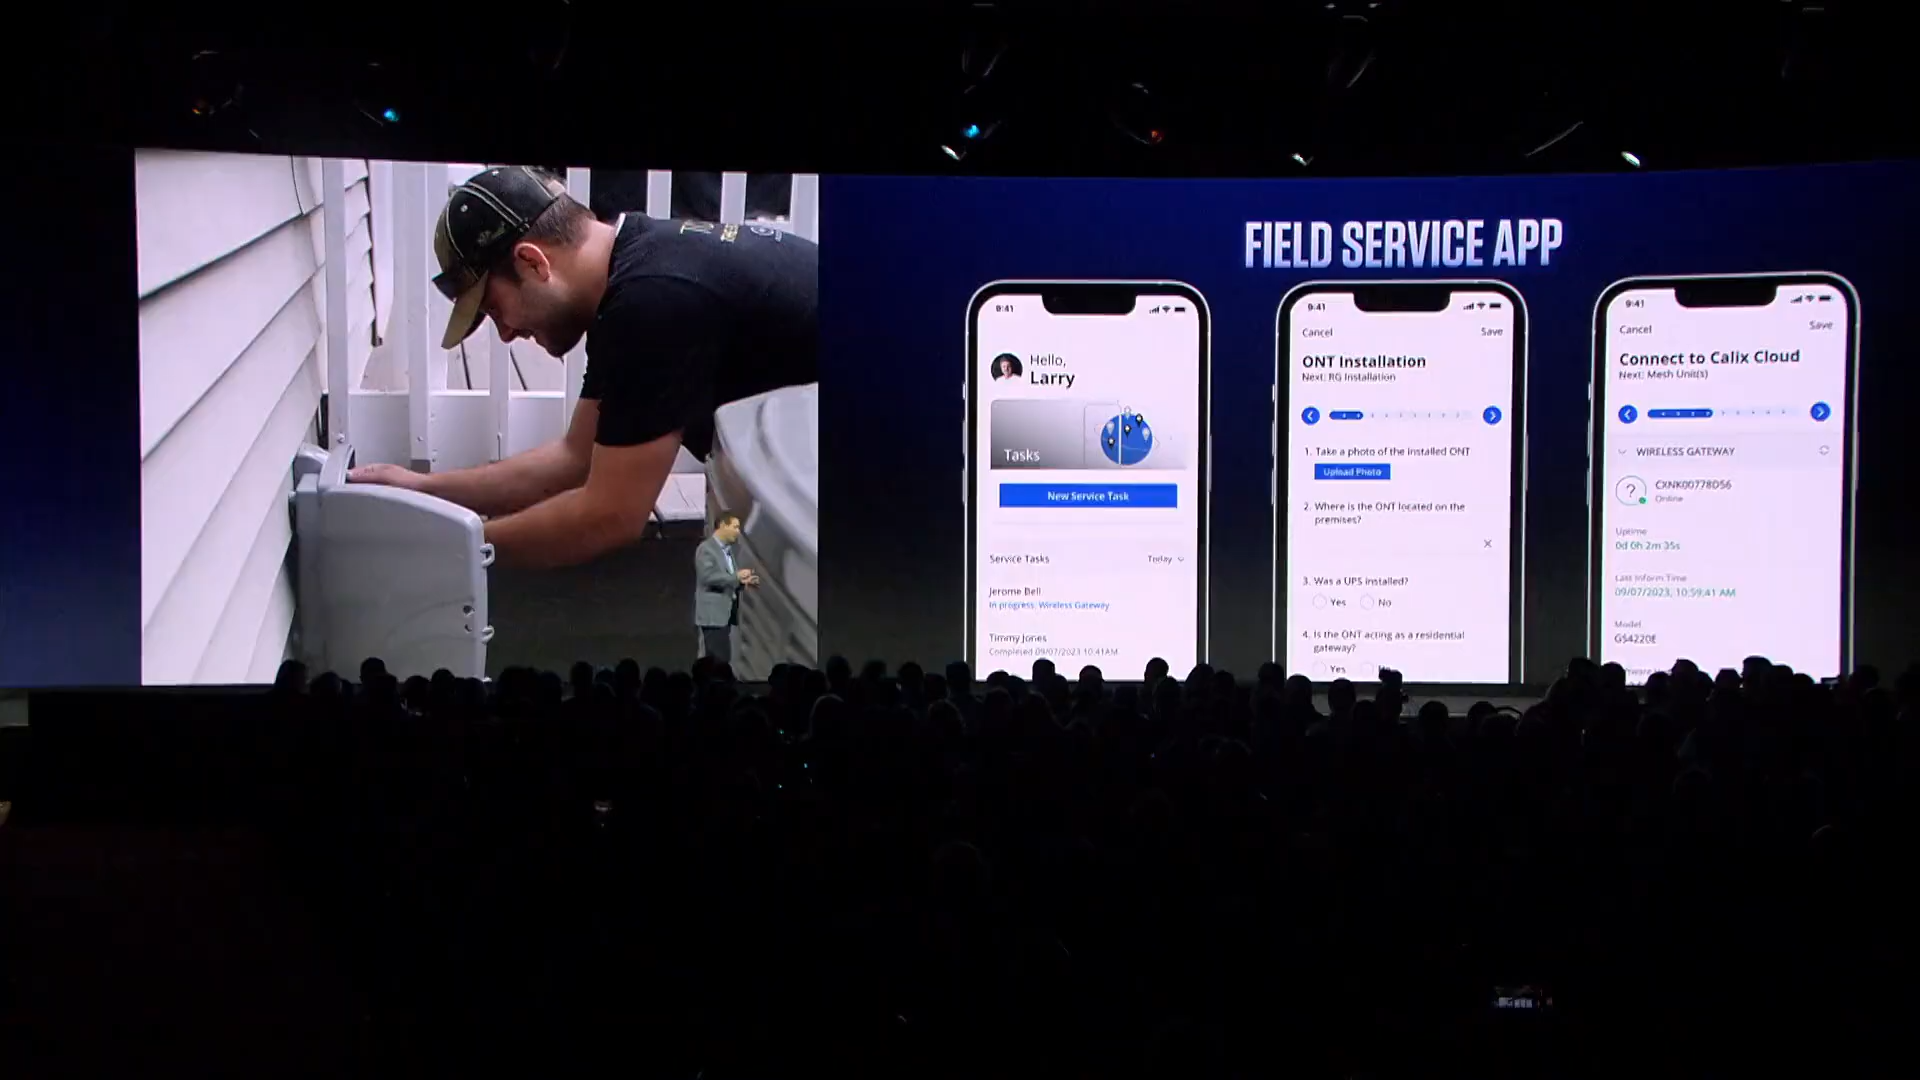 FIELD SERVICE APP
9:41
Hello,
Larry
Tasks
New Service Task
Service Tasks
Today
Jerome Bell
In progress: Wireless Gateway
Timmy Jones
Completed 09/07/2023 10:41AM
9:41
Cancel
Save
ONT Installation
Next: RG Installation
1. Take a photo of the installed ONT
Upload Photo
2. Where is the ONT located on the
premises?
3. Was a UPS installed?
Yes
No
4. Is the ONT acting as a residential
gateway?
Yes
9:41
Cancel
Save
Connect to Calix Cloud
Next: Mesh Unit(s)
WIRELESS GATEWAY
?
CXNK00778D56
Online
Uptime
0d 0h 2m 35s
Last Inform Time
09/07/2023, 10:59:41 AM
Model
GS4220E